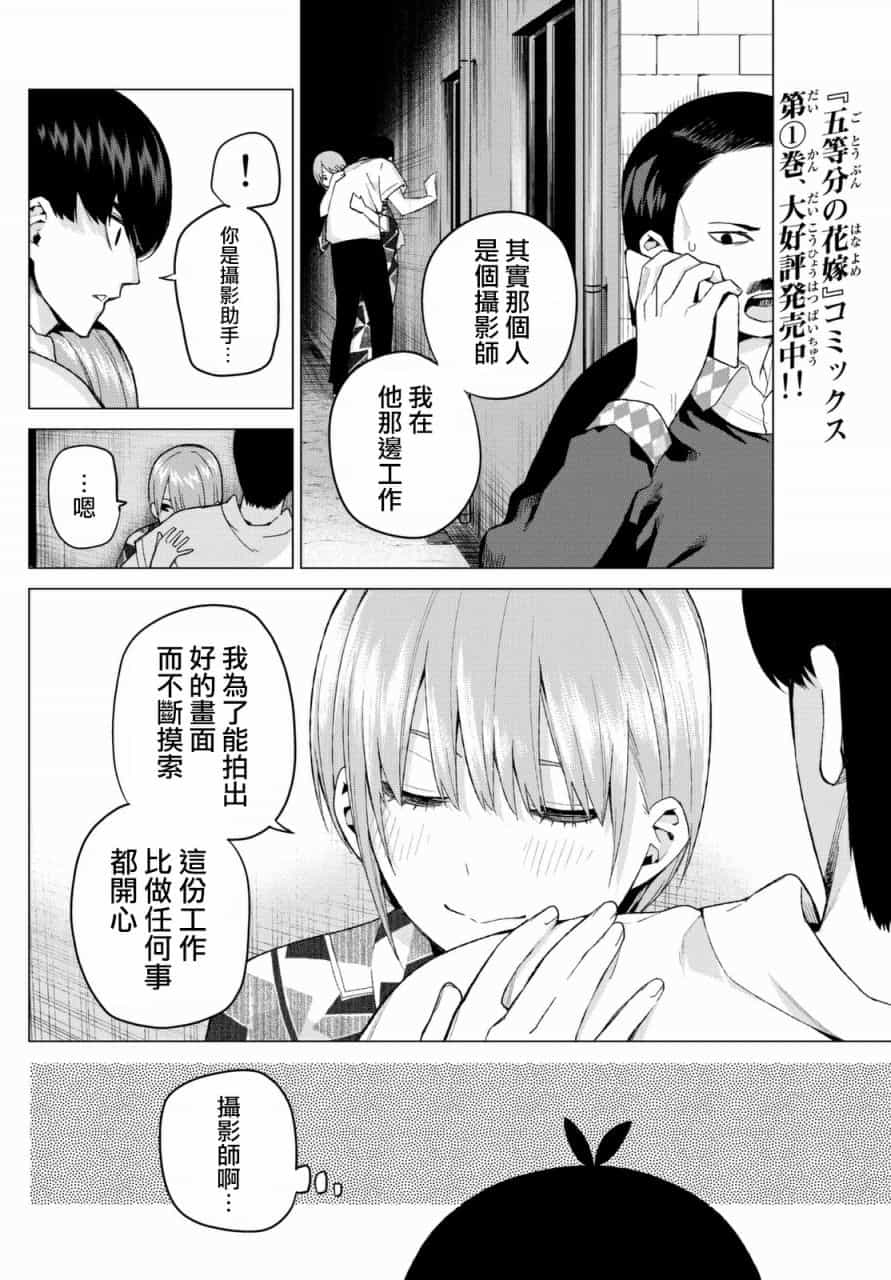 『五等分の花嫁』コミックス
第①巻、大好評発売中!!
其實那個人
是個攝影師
我在
他那邊工作
！
你是攝影助手…
…嗯
我為了能拍出
好的畫面
而不斷摸索
這份工作
比做任何事
都開心
攝影師啊…